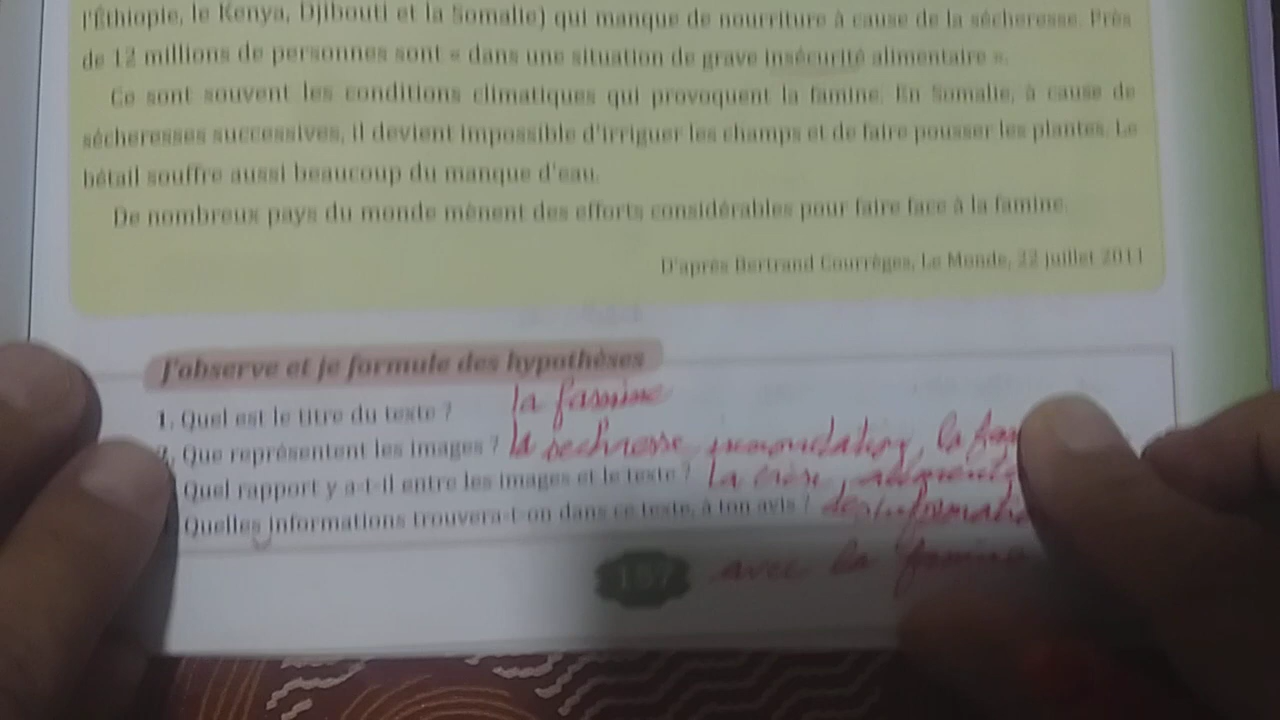 l'Éthiopie, le Kenya, Djibouti et la Somalie) qui manque de nourriture à cause de la sécheresse. Près
de 12 millions de personnes sont « dans une situation de grave insécurité alimentaire ».
Ce sont souvent les conditions climatiques qui provoquent la famine. En Somalie, à cause de
sécheresses successives, il devient impossible d'irriguer les champs et de faire pousser les plantes. Le
bétail souffre aussi beaucoup du manque d'eau.
De nombreux pays du monde mènent des efforts considérables pour faire face à la famine.
D'après Bertrand Courrèges, Le Monde, 22 juillet 2011
J'observe et je formule des hypothèses
1. Quel est le titre du texte ? la famine
2. Que représentent les images ? la la
Quel rapport y a-t-il entre les images et le texte ? La crise
Quelles informations trouvera-t-on dans ce texte, à ton avis ?
157 avec la famine